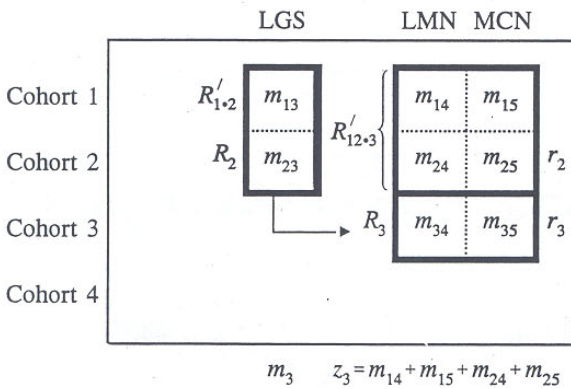 LGS LMN MCN
Cohort 1 R′₁•₂ m₁₃ m₁₄ m₁₅
R′₁₂•₃
Cohort 2 R₂ m₂₃ m₂₄ m₂₅ r₂
Cohort 3 R₃ m₃₄ m₃₅ r₃
Cohort 4
m₃ z₃ = m₁₄ + m₁₅ + m₂₄ + m₂₅